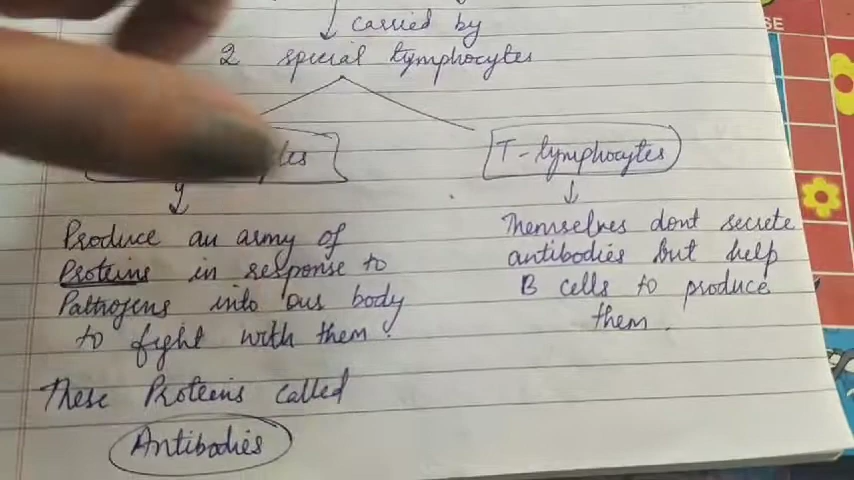 carried by
2 special lymphocytes
T-lymphocytes
Produce an army of
Proteins in response to
Pathogens into our body
to fight with them.
Themselves dont secrete
antibodies but help
B cells to produce
them.
These Proteins called
Antibodies
SE